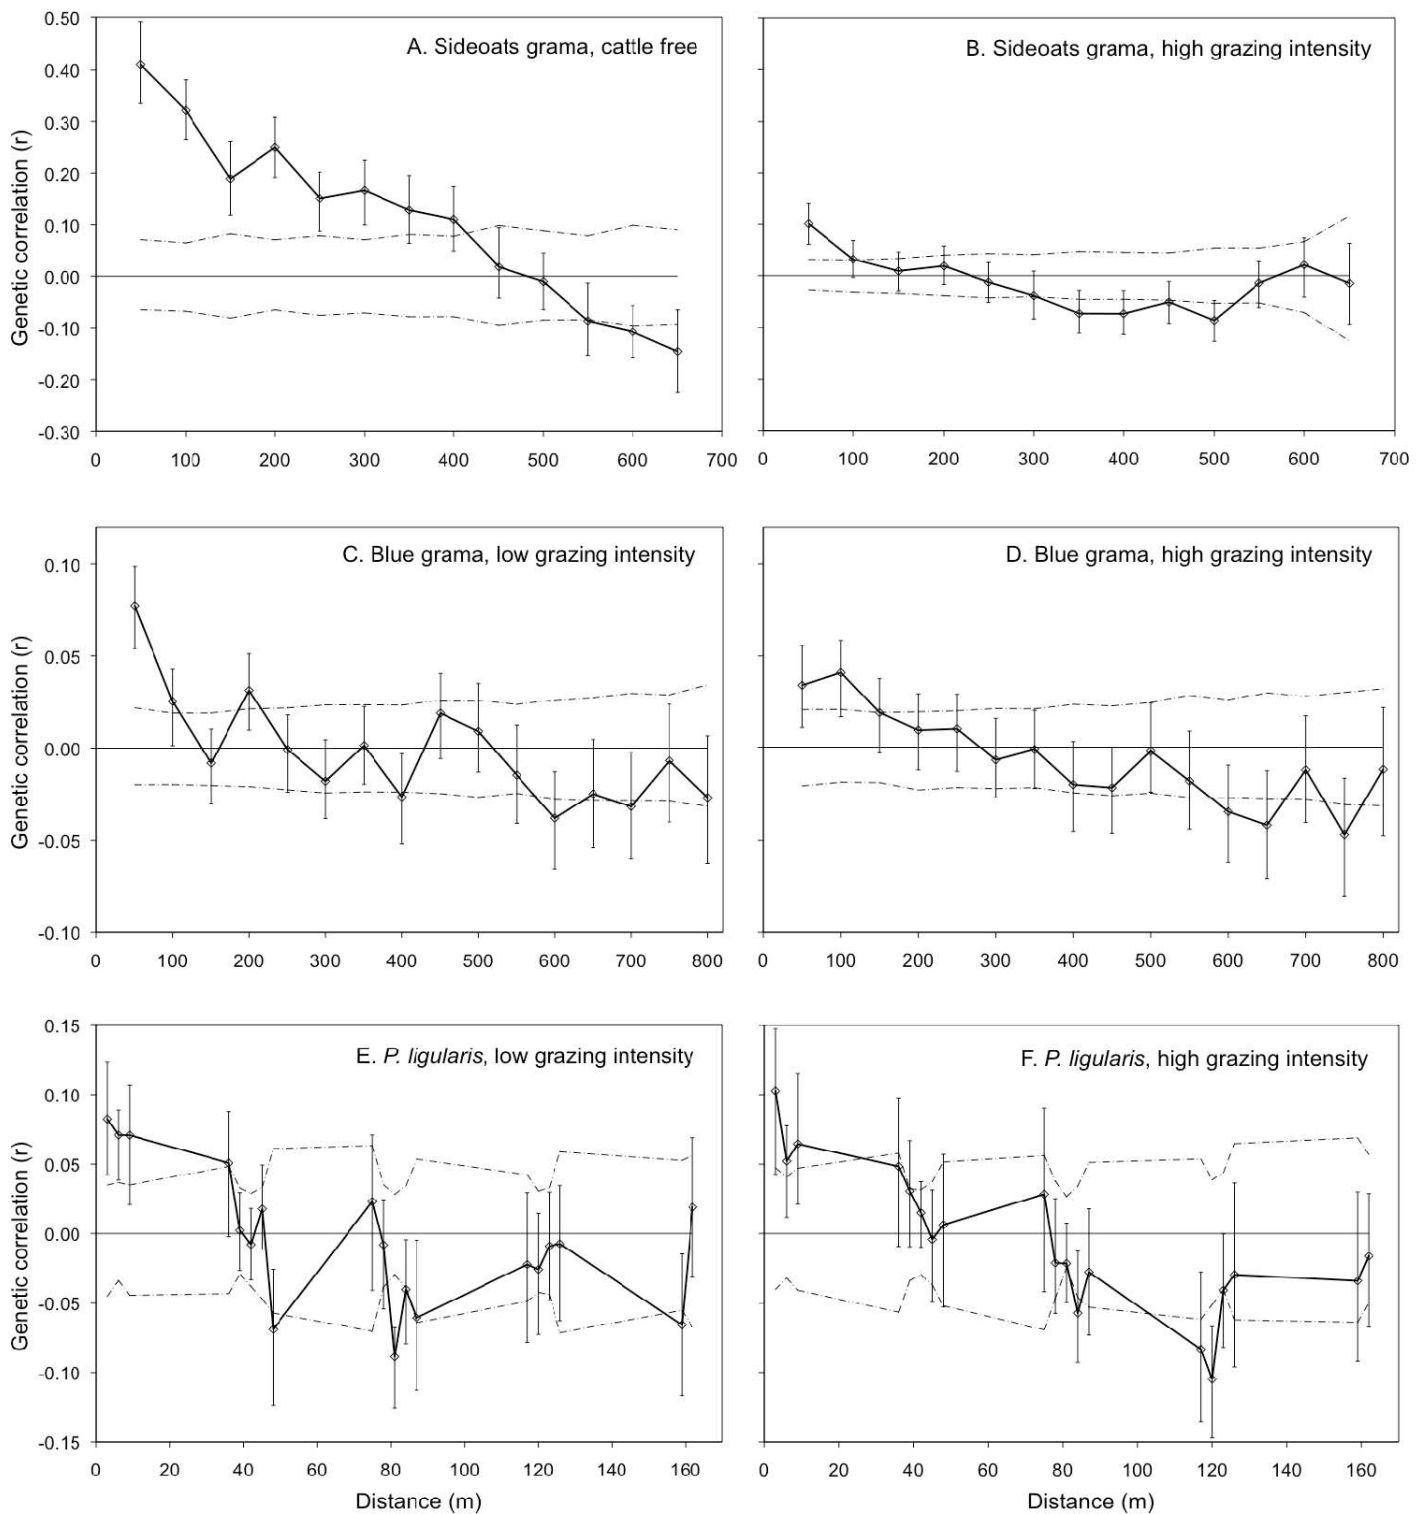 A. Sideoats grama, cattle free
0.50
0.40
0.30
0.20
0.10
0.00
-0.10
-0.20
-0.30
Genetic correlation (r)
0 100 200 300 400 500 600 700
B. Sideoats grama, high grazing intensity
0 100 200 300 400 500 600 700
C. Blue grama, low grazing intensity
0.10
0.05
0.00
-0.05
-0.10
Genetic correlation (r)
0 100 200 300 400 500 600 700 800
D. Blue grama, high grazing intensity
0 100 200 300 400 500 600 700 800
E. P. ligularis, low grazing intensity
0.15
0.10
0.05
0.00
-0.05
-0.10
-0.15
Genetic correlation (r)
0 20 40 60 80 100 120 140 160
Distance (m)
F. P. ligularis, high grazing intensity
0 20 40 60 80 100 120 140 160
Distance (m)